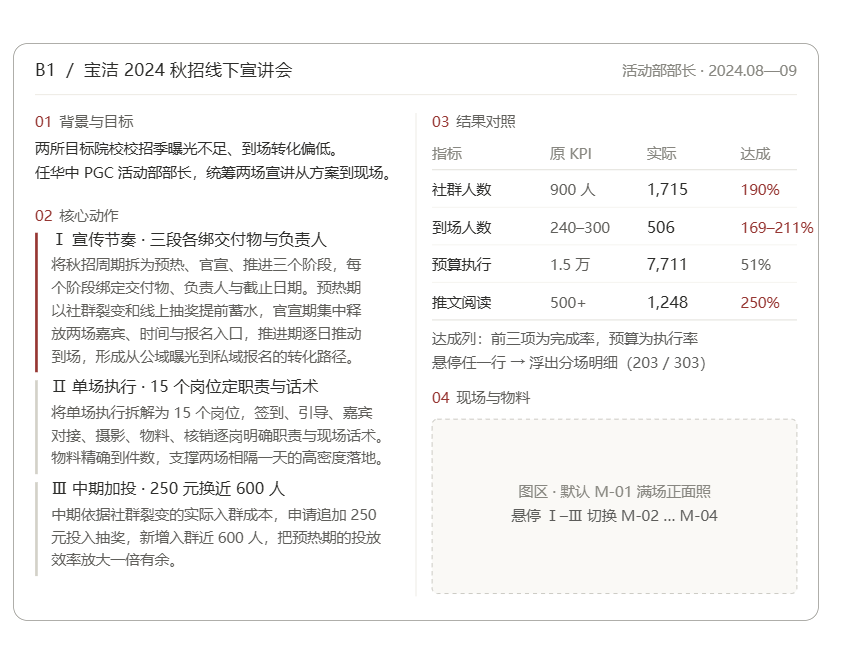 B1 / 宝洁 2024 秋招线下宣讲会
活动部部长 · 2024.08—09
01 背景与目标
两所目标院校校招季曝光不足、到场转化偏低。
任华中 PGC 活动部部长，统筹两场宣讲从方案到现场。
02 核心动作
Ⅰ 宣传节奏 · 三段各绑交付物与负责人
将秋招周期拆为预热、官宣、推进三个阶段，每
个阶段绑定交付物、负责人与截止日期。预热期
以社群裂变和线上抽奖提前蓄水，官宣期集中释
放两场嘉宾、时间与报名入口，推进期逐日推动
到场，形成从公域曝光到私域报名的转化路径。
Ⅱ 单场执行 · 15 个岗位定职责与话术
将单场执行拆解为 15 个岗位，签到、引导、嘉宾
对接、摄影、物料、核销逐岗明确职责与现场话术。
物料精确到件数，支撑两场相隔一天的高密度落地。
Ⅲ 中期加投 · 250 元换近 600 人
中期依据社群裂变的实际入群成本，申请追加 250
元投入抽奖，新增入群近 600 人，把预热期的投放
效率放大一倍有余。
03 结果对照
指标 原 KPI 实际 达成
社群人数 900 人 1,715 190%
到场人数 240–300 506 169–211%
预算执行 1.5 万 7,711 51%
推文阅读 500+ 1,248 250%
达成列：前三项为完成率，预算为执行率
悬停任一行 → 浮出分场明细（203 / 303）
04 现场与物料
图区 · 默认 M-01 满场正面照
悬停 Ⅰ–Ⅲ 切换 M-02 … M-04